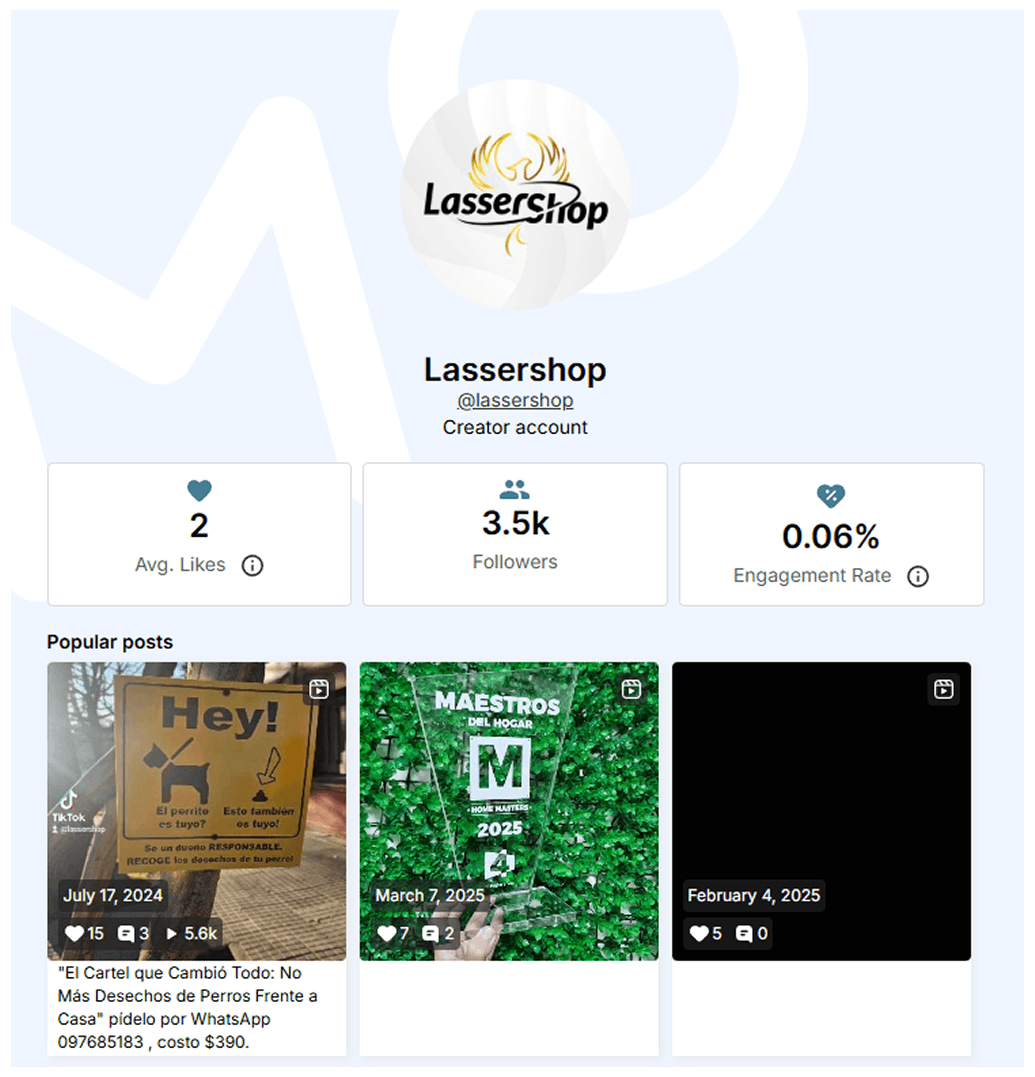 LasserShop
Lassershop
@lassershop
Creator account
2
Avg. Likes
3.5k
Followers
0.06%
Engagement Rate
Popular posts
Hey!
El perrito
es tuyo?
Esto también
es tuyo!
Se un dueño RESPONSABLE.
RECOGE los desechos de tu perro!
TikTok
@lassershop
July 17, 2024
15 3 5.6k
"El Cartel que Cambió Todo: No
Más Desechos de Perros Frente a
Casa" pídelo por WhatsApp
097685183 , costo $390.
MAESTROS
DEL HOGAR
M
HOME MASTERS
2025
4
March 7, 2025
7 2
February 4, 2025
5 0